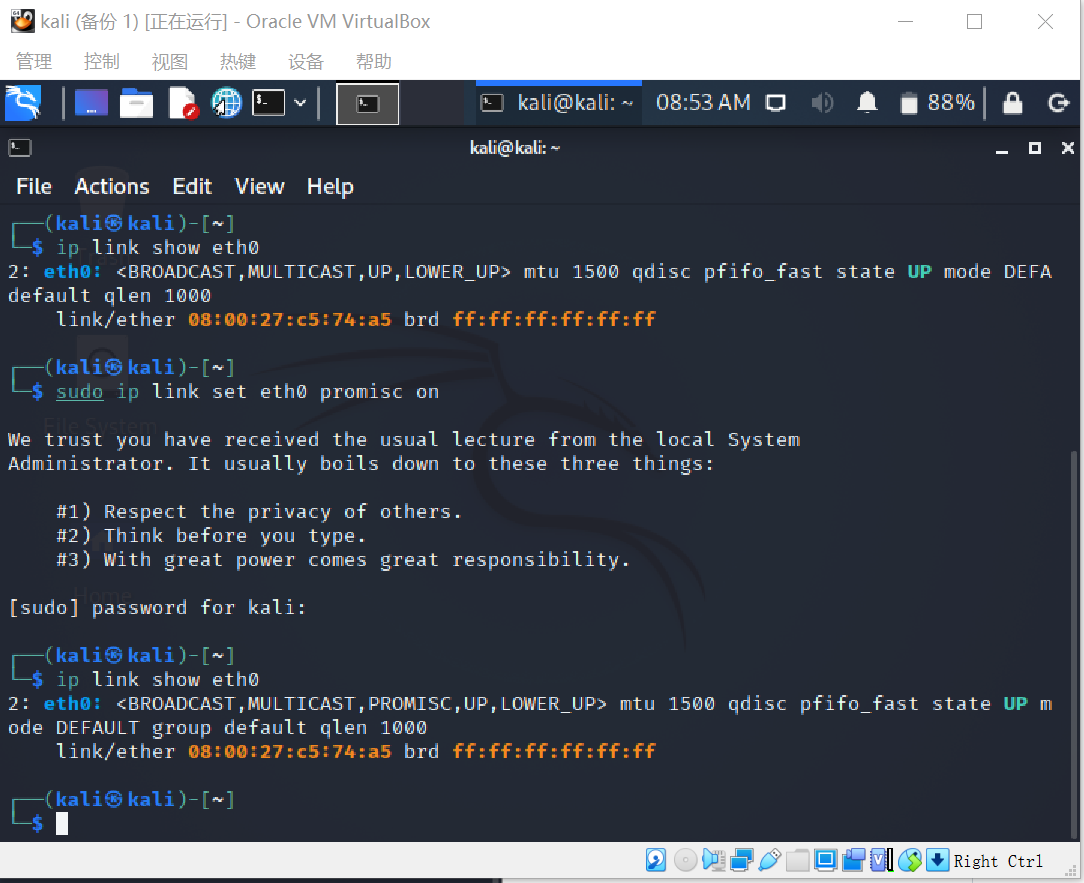 kali (备份 1) [正在运行] - Oracle VM VirtualBox
管理 控制 视图 热键 设备 帮助
kali@kali: ~ 08:53 AM 88%
kali@kali: ~
File Actions Edit View Help
┌──(kali㉿kali)-[~]
└─$ ip link show eth0
2: eth0: <BROADCAST,MULTICAST,UP,LOWER_UP> mtu 1500 qdisc pfifo_fast state UP mode DEFA
default qlen 1000
    link/ether 08:00:27:c5:74:a5 brd ff:ff:ff:ff:ff:ff
┌──(kali㉿kali)-[~]
└─$ sudo ip link set eth0 promisc on
File System
We trust you have received the usual lecture from the local System
Administrator. It usually boils down to these three things:
    #1) Respect the privacy of others.
    #2) Think before you type.
    #3) With great power comes great responsibility.
Home
[sudo] password for kali:
┌──(kali㉿kali)-[~]
└─$ ip link show eth0
2: eth0: <BROADCAST,MULTICAST,PROMISC,UP,LOWER_UP> mtu 1500 qdisc pfifo_fast state UP m
ode DEFAULT group default qlen 1000
    link/ether 08:00:27:c5:74:a5 brd ff:ff:ff:ff:ff:ff
┌──(kali㉿kali)-[~]
└─$
Right Ctrl